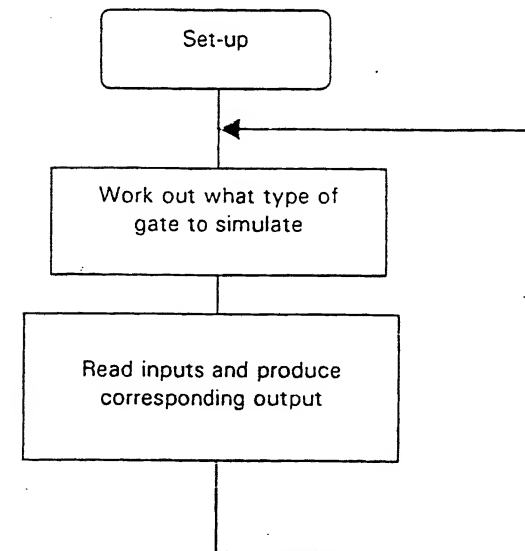 Set-up
Work out what type of
gate to simulate
Read inputs and produce
corresponding output